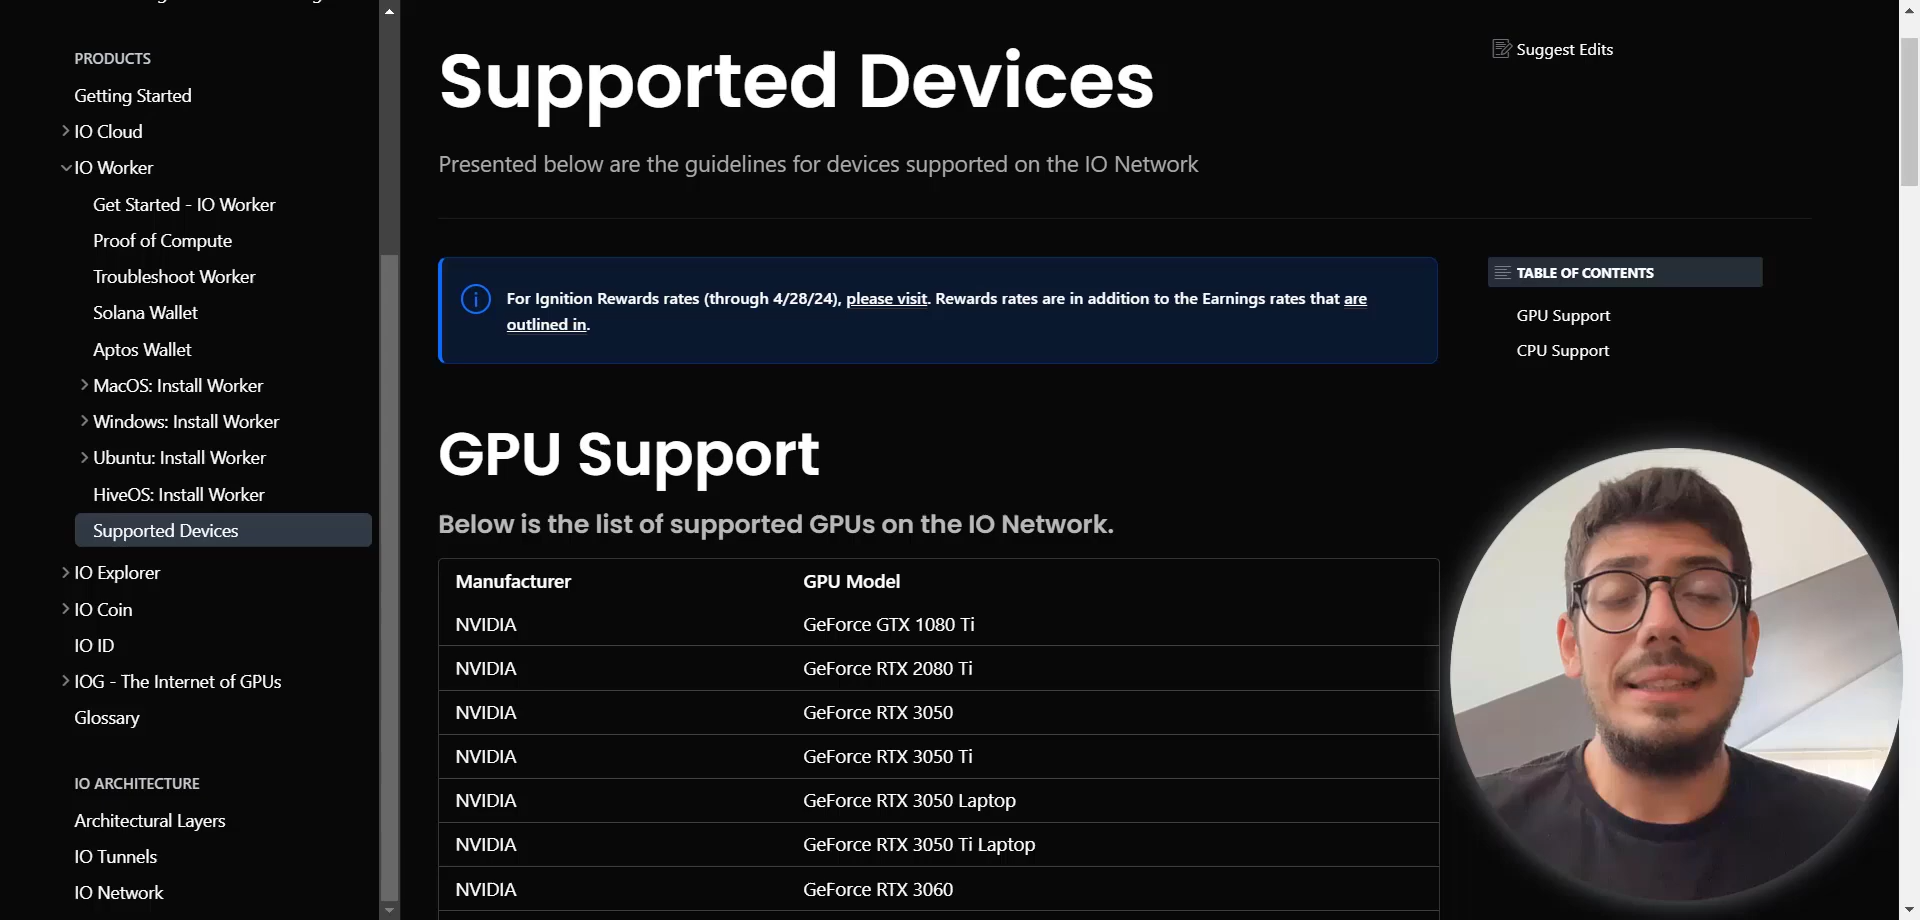 PRODUCTS
Getting Started
IO Cloud
IO Worker
Get Started - IO Worker
Proof of Compute
Troubleshoot Worker
Solana Wallet
Aptos Wallet
MacOS: Install Worker
Windows: Install Worker
Ubuntu: Install Worker
HiveOS: Install Worker
Supported Devices
IO Explorer
IO Coin
IO ID
IOG - The Internet of GPUs
Glossary
IO ARCHITECTURE
Architectural Layers
IO Tunnels
IO Network
Supported Devices
Suggest Edits
Presented below are the guidelines for devices supported on the IO Network
For Ignition Rewards rates (through 4/28/24), please visit. Rewards rates are in addition to the Earnings rates that are
outlined in.
TABLE OF CONTENTS
GPU Support
CPU Support
GPU Support
Below is the list of supported GPUs on the IO Network.
Manufacturer GPU Model
NVIDIA GeForce GTX 1080 Ti
NVIDIA GeForce RTX 2080 Ti
NVIDIA GeForce RTX 3050
NVIDIA GeForce RTX 3050 Ti
NVIDIA GeForce RTX 3050 Laptop
NVIDIA GeForce RTX 3050 Ti Laptop
NVIDIA GeForce RTX 3060